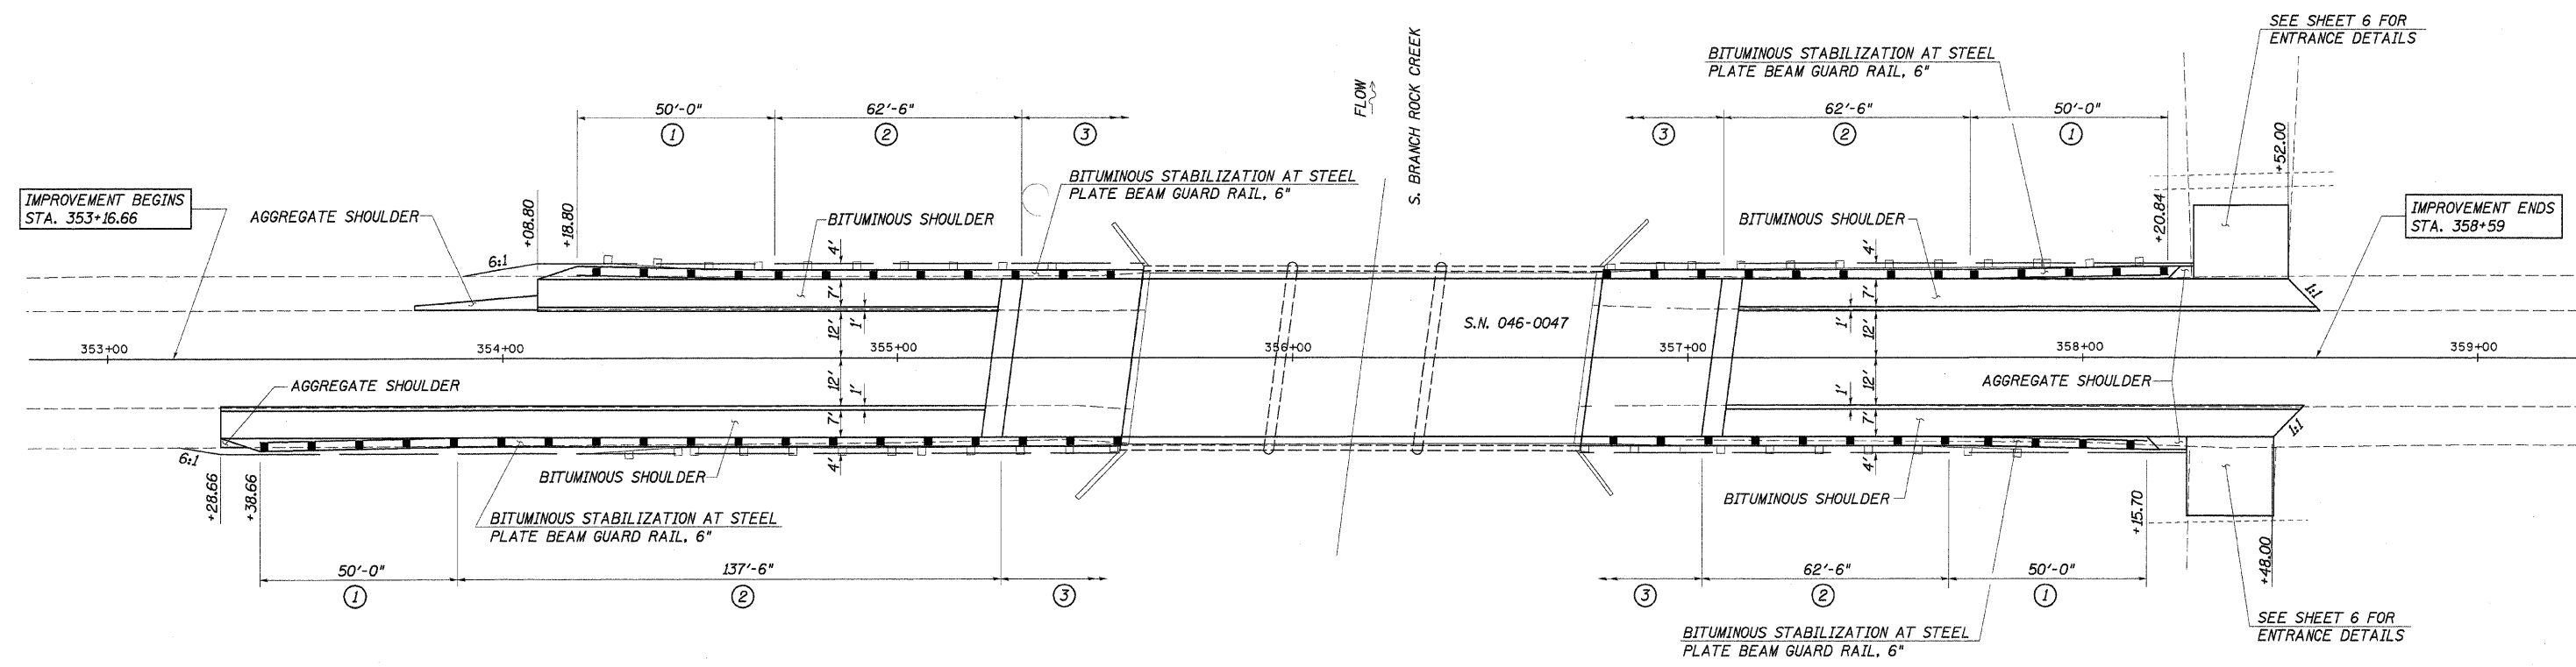 SEE SHEET 6 FOR
ENTRANCE DETAILS
BITUMINOUS STABILIZATION AT STEEL
PLATE BEAM GUARD RAIL, 6"
FLOW
S. BRANCH ROCK CREEK
50'-0"
62'-6"
62'-6"
50'-0"
1
2
3
3
2
1
+52.00
BITUMINOUS STABILIZATION AT STEEL
PLATE BEAM GUARD RAIL, 6"
IMPROVEMENT BEGINS
STA. 353+16.66
AGGREGATE SHOULDER
+08.80
+18.80
BITUMINOUS SHOULDER
BITUMINOUS SHOULDER
+20.84
IMPROVEMENT ENDS
STA. 358+59
6:1
4'
4'
7'
7'
1:1
1'
12'
1'
12'
S.N. 046-0047
353+00
354+00
355+00
356+00
357+00
358+00
359+00
AGGREGATE SHOULDER
12'
1'
1'
12'
AGGREGATE SHOULDER
7'
7'
1:1
6:1
4'
4'
+28.66
+38.66
BITUMINOUS SHOULDER
BITUMINOUS SHOULDER
+15.70
+48.00
BITUMINOUS STABILIZATION AT STEEL
PLATE BEAM GUARD RAIL, 6"
50'-0"
137'-6"
62'-6"
50'-0"
1
2
3
3
2
1
SEE SHEET 6 FOR
ENTRANCE DETAILS
BITUMINOUS STABILIZATION AT STEEL
PLATE BEAM GUARD RAIL, 6"